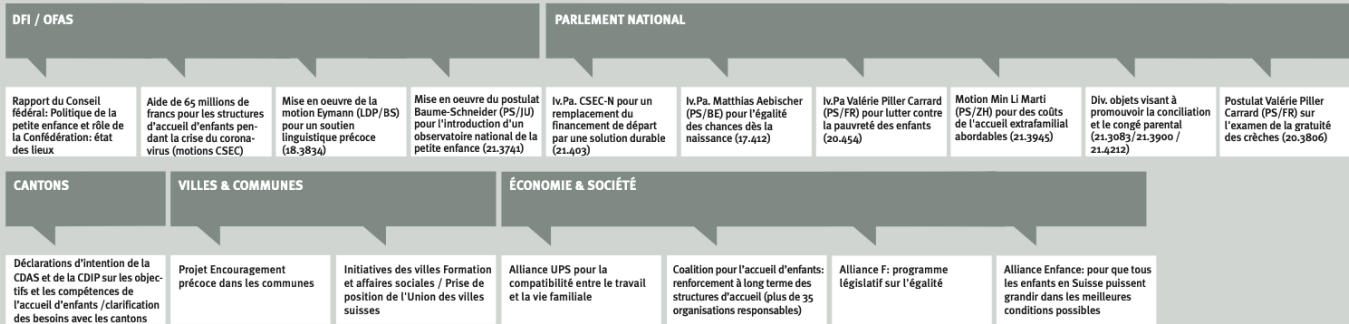 DFI / OFAS
PARLEMENT NATIONAL
Rapport du Conseil
fédéral: Politique de la
petite enfance et rôle de
la Confédération: état
des lieux
Aide de 65 millions de
francs pour les structures
d'accueil d'enfants pen-
dant la crise du corona-
virus (motions CSEC)
Mise en oeuvre de la
motion Eymann (LDP/BS)
pour un soutien
linguistique précoce
(18.3834)
Mise en oeuvre du postulat
Baume-Schneider (PS/JU)
pour l'introduction d'un
observatoire national de la
petite enfance (21.3741)
Iv.Pa. CSEC-N pour un
remplacement du
financement de départ
par une solution durable
(21.403)
Iv.Pa. Matthias Aebischer
(PS/BE) pour l'égalité
des chances dès la
naissance (17.412)
Iv.Pa Valérie Piller Carrard
(PS/FR) pour lutter contre
la pauvreté des enfants
(20.454)
Motion Min Li Marti
(PS/ZH) pour des coûts
de l'accueil extrafamilial
abordables (21.3945)
Div. objets visant à
promouvoir la conciliation
et le congé parental
(21.3083/ 21.3900 /
21.4212)
Postulat Valérie Piller
Carrard (PS/FR) sur
l'examen de la gratuité
des crèches (20.3806)
CANTONS
VILLES & COMMUNES
ÉCONOMIE & SOCIÉTÉ
Déclarations d'intention de la
CDAS et de la CDIP sur les objec-
tifs et les compétences de
l'accueil d'enfants /clarification
des besoins avec les cantons
Projet Encouragement
précoce dans les communes
Initiatives des villes Formation
et affaires sociales / Prise de
position de l'Union des villes
suisses
Alliance UPS pour la
compatibilité entre le travail
et la vie familiale
Coalition pour l'accueil d'enfants:
renforcement à long terme des
structures d'accueil (plus de 35
organisations responsables)
Alliance F: programme
législatif sur l'égalité
Alliance Enfance: pour que tous
les enfants en Suisse puissent
grandir dans les meilleures
conditions possibles